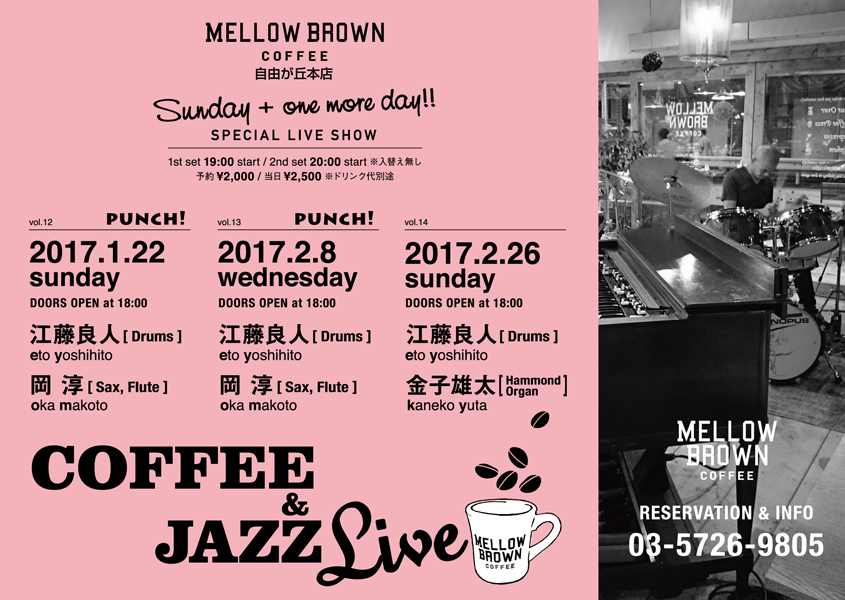 MELLOW BROWN
COFFEE
自由が丘本店
Sunday + one more day!!
SPECIAL LIVE SHOW
1st set 19:00 start / 2nd set 20:00 start ※入替え無し
予約 ¥2,000 / 当日 ¥2,500 ※ドリンク代別途
vol.12 PUNCH!
2017.1.22
sunday
DOORS OPEN at 18:00
江藤良人 [ Drums ]
eto yoshihito
岡 淳 [ Sax, Flute ]
oka makoto
vol.13 PUNCH!
2017.2.8
wednesday
DOORS OPEN at 18:00
江藤良人 [ Drums ]
eto yoshihito
岡 淳 [ Sax, Flute ]
oka makoto
vol.14
2017.2.26
sunday
DOORS OPEN at 18:00
江藤良人 [ Drums ]
eto yoshihito
金子雄太 [ Hammond
Organ ]
kaneko yuta
COFFEE
&
JAZZ Live
MELLOW
BROWN
COFFEE
MELLOW
BROWN
COFFEE
MELLOW
BROWN
COFFEE
RESERVATION & INFO
03-5726-9805